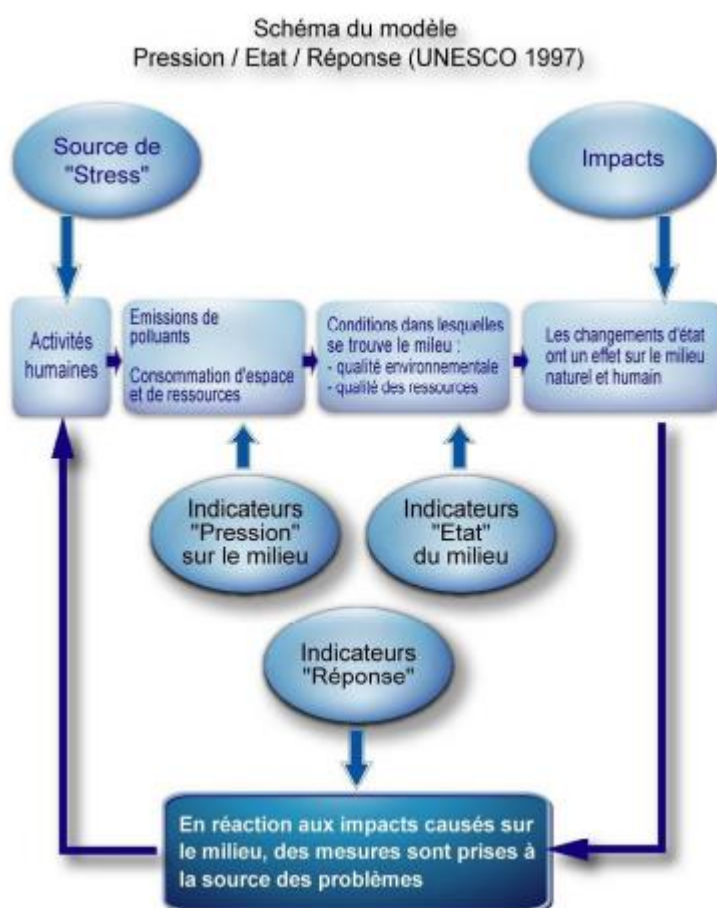 Schéma du modèle
Pression / Etat / Réponse (UNESCO 1997)
Source de
"Stress"
Impacts
Activités
humaines
Emissions de
polluants
Consommation d'espace
et de ressources
Conditions dans lesquelles
se trouve le mileu :
- qualité environnementale
- qualité des ressources
Les changements d'état
ont un effet sur le milieu
naturel et humain
Indicateurs
"Pression"
sur le milieu
Indicateurs
"Etat"
du milieu
Indicateurs
"Réponse"
En réaction aux impacts causés sur
le milieu, des mesures sont prises à
la source des problèmes